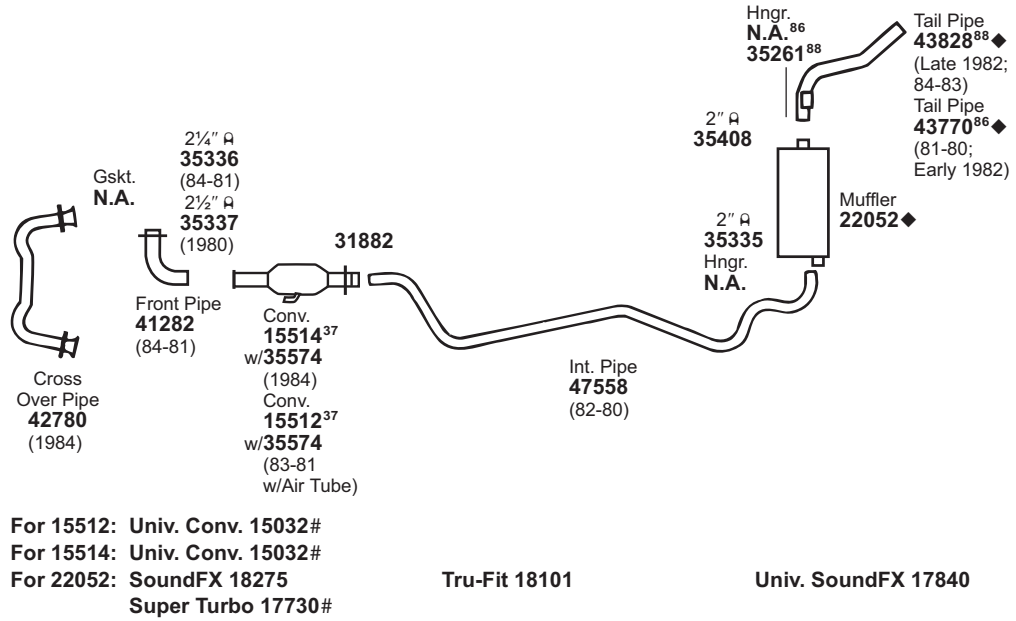 Hngr.
N.A.86
3526188
Tail Pipe
4382888◆
(Late 1982;
84-83)
Tail Pipe
4377086◆
(81-80;
Early 1982)
2"
35408
Muffler
22052◆
2"
35335
Hngr.
N.A.
2¼"
35336
(84-81)
2½"
35337
(1980)
Gskt.
N.A.
31882
Front Pipe
41282
(84-81)
Cross
Over Pipe
42780
(1984)
Conv.
1551437
w/35574
(1984)
Conv.
1551237
w/35574
(83-81
w/Air Tube)
Int. Pipe
47558
(82-80)
For 15512: Univ. Conv. 15032#
For 15514: Univ. Conv. 15032#
For 22052: SoundFX 18275 Tru-Fit 18101 Univ. SoundFX 17840
Super Turbo 17730#